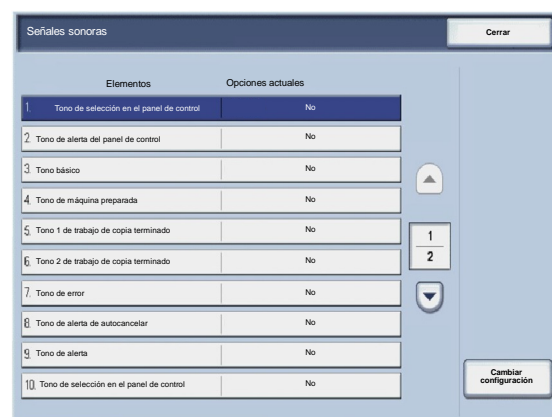 Señales sonoras
Cerrar
Elementos Opciones actuales
1. Tono de selección en el panel de control No
2. Tono de alerta del panel de control No
3. Tono básico No
4. Tono de máquina preparada No
5. Tono 1 de trabajo de copia terminado No
6. Tono 2 de trabajo de copia terminado No
7. Tono de error No
8. Tono de alerta de autocancelar No
9. Tono de alerta No
10. Tono de selección en el panel de control No
1
2
Cambiar
configuración